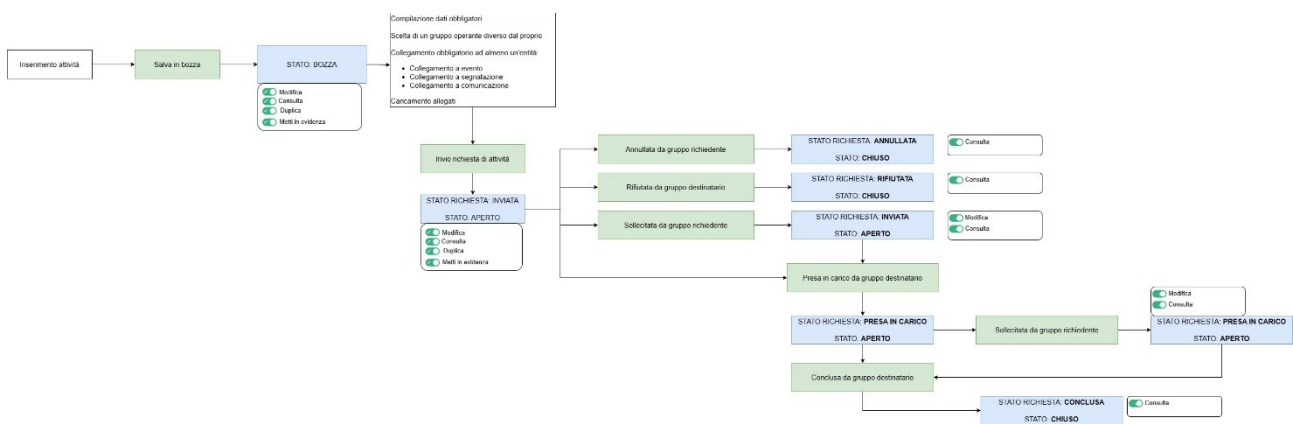 Compilazione dati obbligatori
Scelta di un gruppo operante diverso dal proprio
Collegamento obbligatorio ad almeno un'entità:
• Collegamento a evento
• Collegamento a segnalazione
• Collegamento a comunicazione
Caricamento allegati
Inserimento attività
Salva in bozza
STATO: BOZZA
Modifica
Consulta
Duplica
Metti in evidenza
Invio richiesta di attività
STATO RICHIESTA: INVIATA
STATO: APERTO
Modifica
Consulta
Duplica
Metti in evidenza
Annullata da gruppo richiedente
STATO RICHIESTA: ANNULLATA
STATO: CHIUSO
Consulta
Rifiutata da gruppo destinatario
STATO RICHIESTA: RIFIUTATA
STATO: CHIUSO
Consulta
Sollecitata da gruppo richiedente
STATO RICHIESTA: INVIATA
STATO: APERTO
Modifica
Consulta
Presa in carico da gruppo destinatario
STATO RICHIESTA: PRESA IN CARICO
STATO: APERTO
Sollecitata da gruppo richiedente
Modifica
Consulta
STATO RICHIESTA: PRESA IN CARICO
STATO: APERTO
Conclusa da gruppo destinatario
STATO RICHIESTA: CONCLUSA
STATO: CHIUSO
Consulta